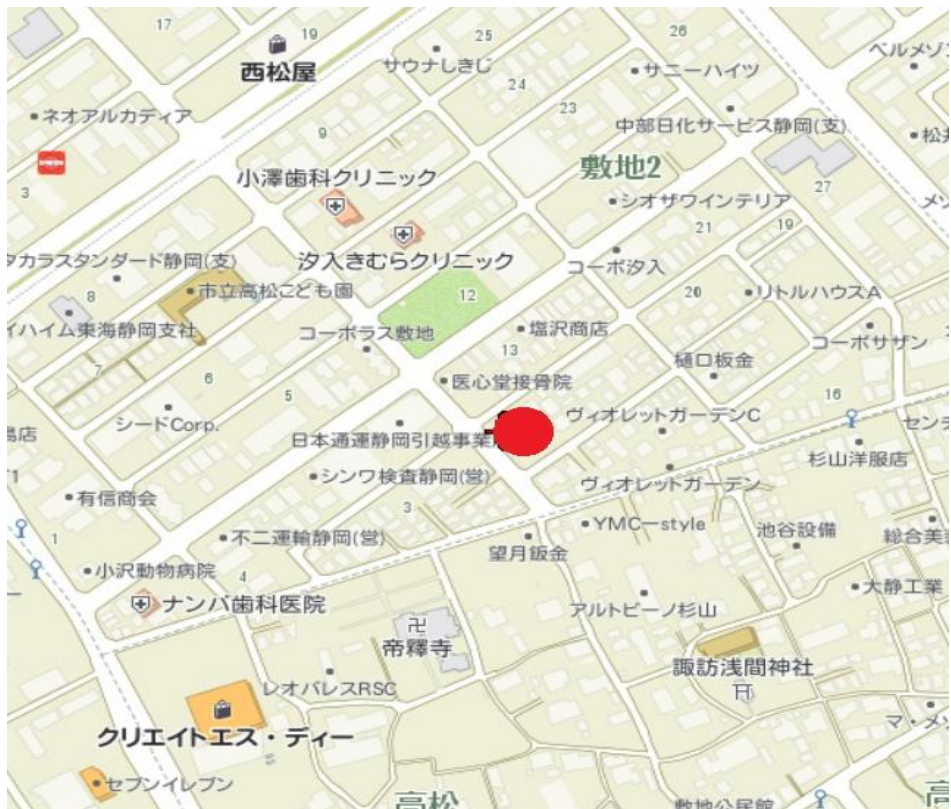 17
19
25
26
西松屋
サウナしきじ
サニーハイツ
ネオアルカディア
24
23
中部日化サービス静岡(支)
9
3
小澤歯科クリニック
敷地2
シオザワインテリア
27
21
19
汐入きむらクリニック
コーポ汐入
タカラスタンダード静岡(支)
市立高松こども園
12
20
リトルハウスA
8
イハイム東海静岡支社
コーポラス敷地
塩沢商店
コーポサザン
7
13
樋口板金
6
5
医心堂接骨院
16
シードCorp.
日本通運静岡引越事業
ヴィオレットガーデンC
センチ
杉山洋服店
シンワ検査静岡(営)
ヴィオレットガーデン
有信商会
3
YMCーstyle
池谷設備
1
不二運輸静岡(営)
望月鈑金
総合美
小沢動物病院
4
大静工業
ナンバ歯科医院
アルトピーノ杉山
帝釋寺
諏訪浅間神社
レオパレスRSC
マ・メ
クリエイトエス・ディー
セブンイレブン
高松
敷地公民館